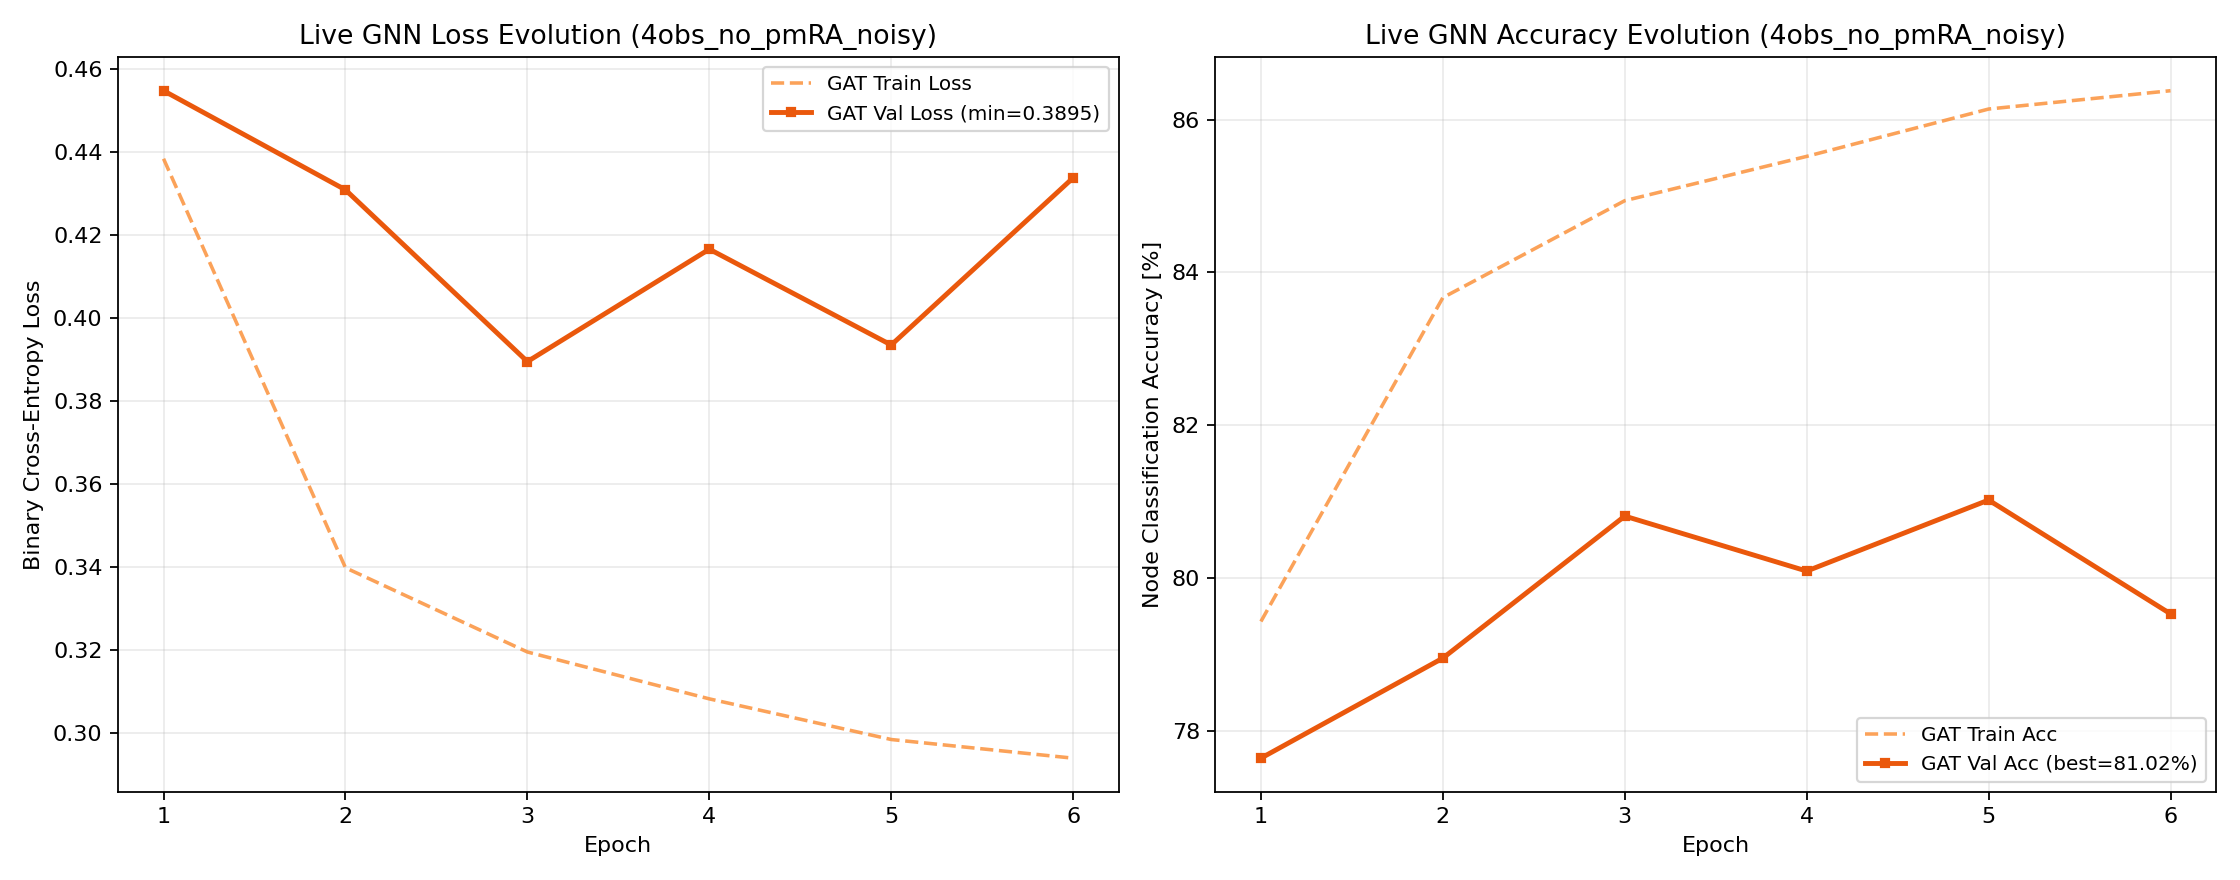 Live GNN Loss Evolution (4obs_no_pmRA_noisy)
Binary Cross-Entropy Loss
0.46
0.44
0.42
0.40
0.38
0.36
0.34
0.32
0.30
GAT Train Loss
GAT Val Loss (min=0.3895)
1 2 3 4 5 6
Epoch
Live GNN Accuracy Evolution (4obs_no_pmRA_noisy)
Node Classification Accuracy [%]
86
84
82
80
78
GAT Train Acc
GAT Val Acc (best=81.02%)
1 2 3 4 5 6
Epoch